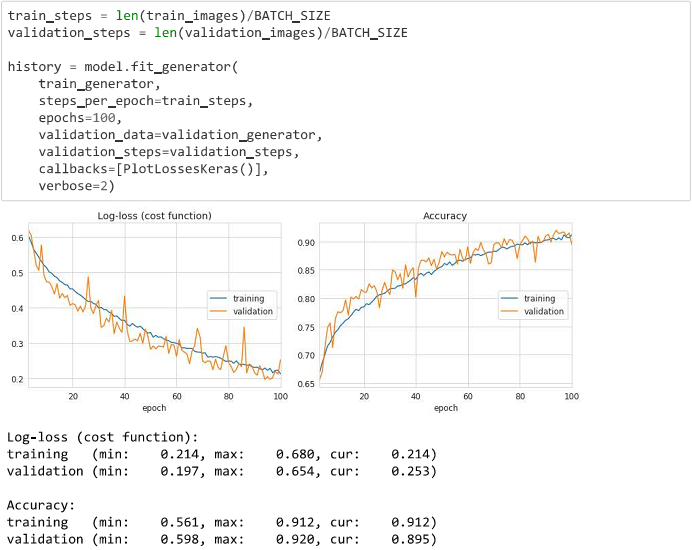 train_steps = len(train_images)/BATCH_SIZE
validation_steps = len(validation_images)/BATCH_SIZE
history = model.fit_generator(
    train_generator,
    steps_per_epoch=train_steps,
    epochs=100,
    validation_data=validation_generator,
    validation_steps=validation_steps,
    callbacks=[PlotLossesKeras()],
    verbose=2)
Log-loss (cost function)
0.6
0.5
0.4
0.3
0.2
training
validation
20 40 60 80 100
epoch
Accuracy
0.90
0.85
0.80
0.75
0.70
0.65
training
validation
20 40 60 80 100
epoch
Log-loss (cost function):
training   (min:    0.214, max:    0.680, cur:    0.214)
validation (min:    0.197, max:    0.654, cur:    0.253)
Accuracy:
training   (min:    0.561, max:    0.912, cur:    0.912)
validation (min:    0.598, max:    0.920, cur:    0.895)